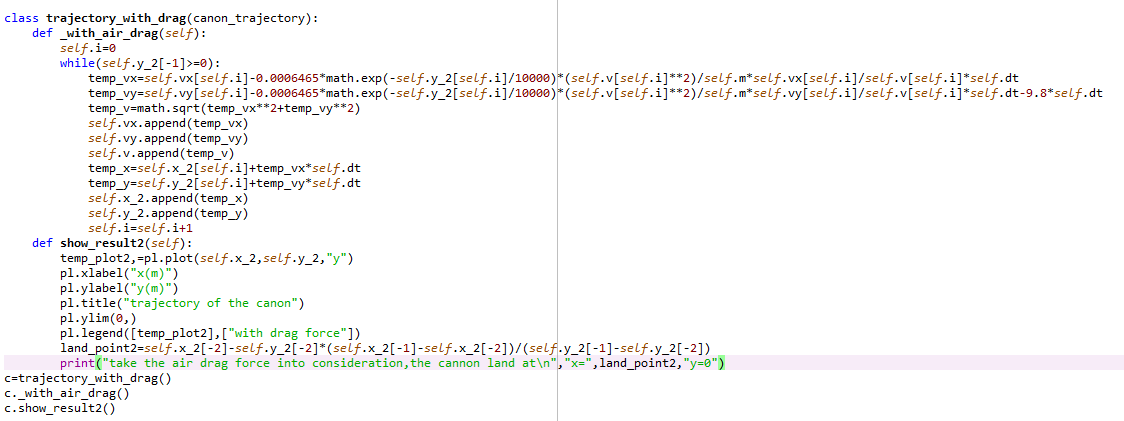 class trajectory_with_drag(canon_trajectory):
    def _with_air_drag(self):
        self.i=0
        while(self.y_2[-1]>=0):
            temp_vx=self.vx[self.i]-0.0006465*math.exp(-self.y_2[self.i]/10000)*(self.v[self.i]**2)/self.m*self.vx[self.i]/self.v[self.i]*self.dt
            temp_vy=self.vy[self.i]-0.0006465*math.exp(-self.y_2[self.i]/10000)*(self.v[self.i]**2)/self.m*self.vy[self.i]/self.v[self.i]*self.dt-9.8*self.dt
            temp_v=math.sqrt(temp_vx**2+temp_vy**2)
            self.vx.append(temp_vx)
            self.vy.append(temp_vy)
            self.v.append(temp_v)
            temp_x=self.x_2[self.i]+temp_vx*self.dt
            temp_y=self.y_2[self.i]+temp_vy*self.dt
            self.x_2.append(temp_x)
            self.y_2.append(temp_y)
            self.i=self.i+1
    def show_result2(self):
        temp_plot2,=pl.plot(self.x_2,self.y_2,"y")
        pl.xlabel("x(m)")
        pl.ylabel("y(m)")
        pl.title("trajectory of the canon")
        pl.ylim(0,)
        pl.legend([temp_plot2],["with drag force"])
        land_point2=self.x_2[-2]-self.y_2[-2]*(self.x_2[-1]-self.x_2[-2])/(self.y_2[-1]-self.y_2[-2])
        print("take the air drag force into consideration,the cannon land at\n","x=",land_point2,"y=0")
c=trajectory_with_drag()
c._with_air_drag()
c.show_result2()